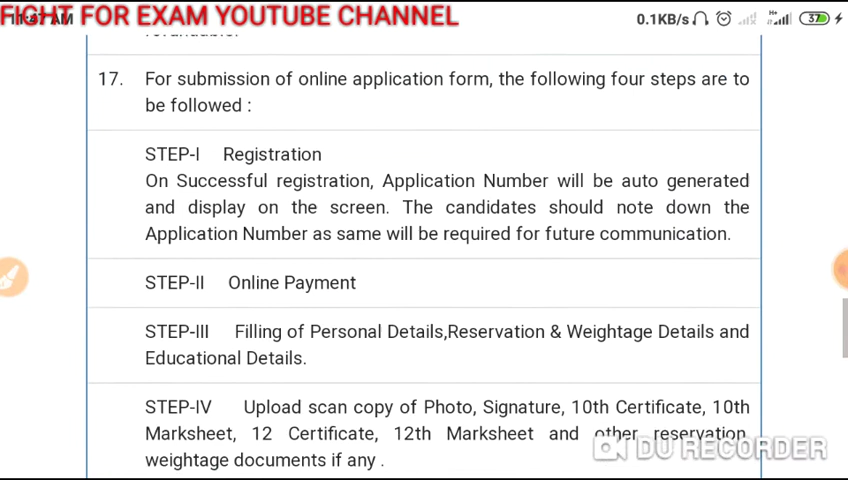 FIGHT FOR EXAM YOUTUBE CHANNEL
11:47 AM 0.1KB/s H+ 37
refundable.
17. For submission of online application form, the following four steps are to
be followed :
STEP-I Registration
On Successful registration, Application Number will be auto generated
and display on the screen. The candidates should note down the
Application Number as same will be required for future communication.
STEP-II Online Payment
STEP-III Filling of Personal Details,Reservation & Weightage Details and
Educational Details.
STEP-IV Upload scan copy of Photo, Signature, 10th Certificate, 10th
Marksheet, 12 Certificate, 12th Marksheet and other reservation,
weightage documents if any .
DU RECORDER